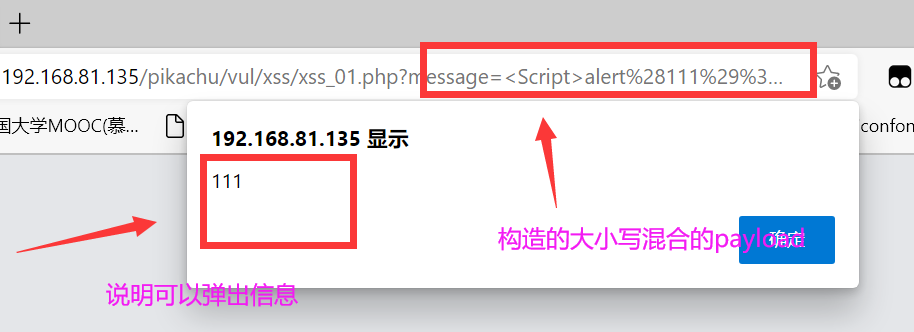 192.168.81.135/pikachu/vul/xss/xss_01.php?message=<Script>alert%28111%29%3...
国大学MOOC(慕...
confon
192.168.81.135 显示
111
构造的大小写混合的payload
确定
说明可以弹出信息